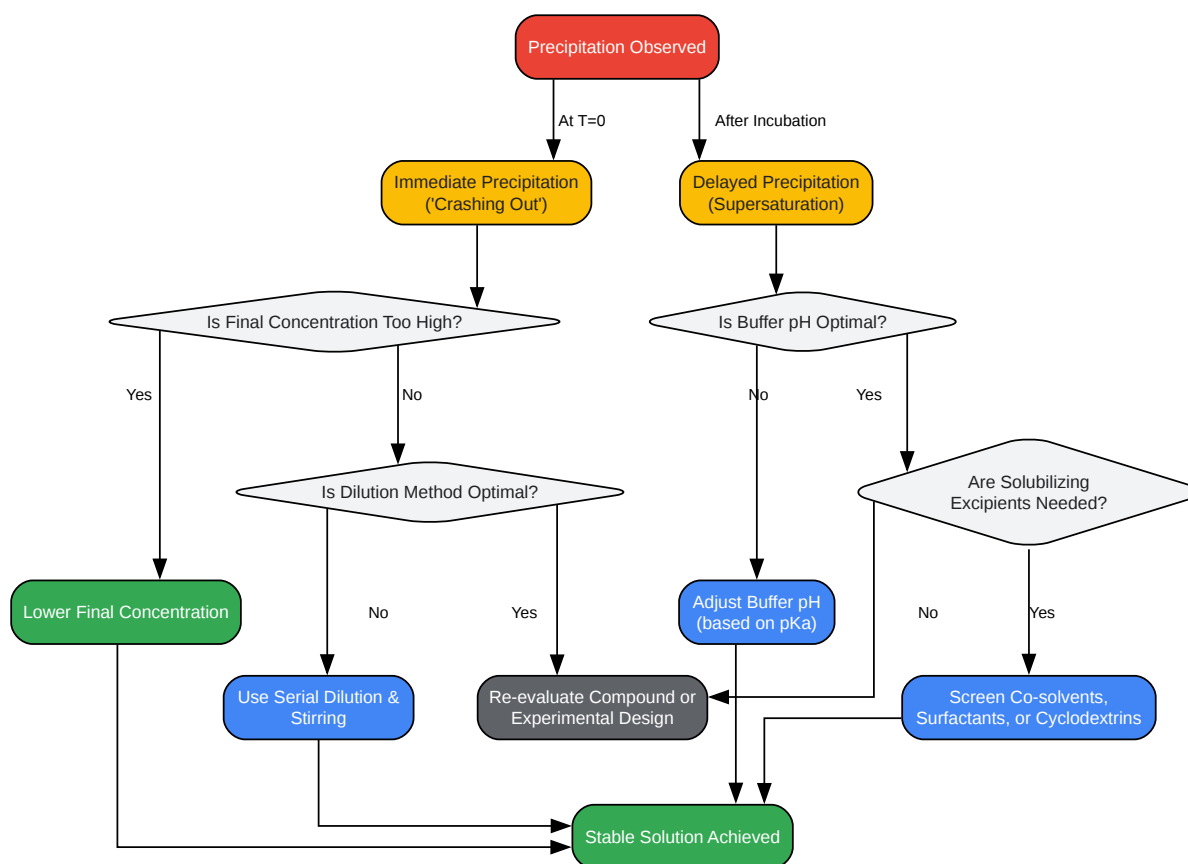 Precipitation Observed
At T=0
After Incubation
Immediate Precipitation
('Crashing Out')
Delayed Precipitation
(Supersaturation)
Is Final Concentration Too High?
Is Buffer pH Optimal?
Yes
No
No
Yes
Is Dilution Method Optimal?
Are Solubilizing
Excipients Needed?
Lower Final Concentration
No
Yes
Adjust Buffer pH
(based on pKa)
No
Yes
Use Serial Dilution &
Stirring
Re-evaluate Compound or
Experimental Design
Screen Co-solvents,
Surfactants, or Cyclodextrins
Stable Solution Achieved